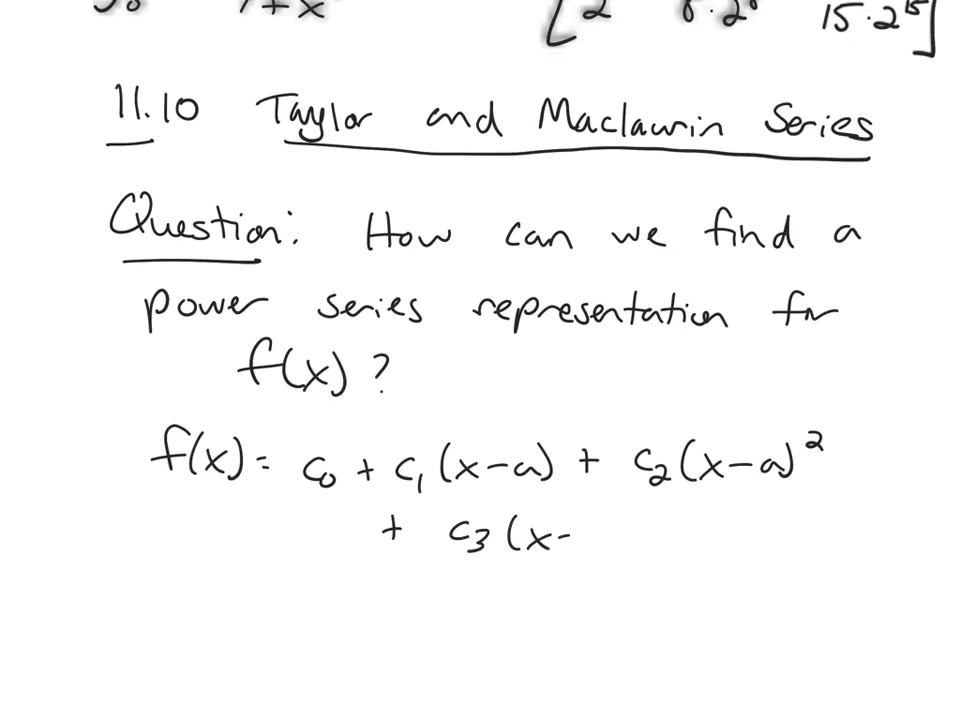 11.10 Taylor and Maclaurin Series
Question: How can we find a
power series representation for
f(x)?
f(x) = c₀ + c₁(x-a) + c₂(x-a)²
+ c₃(x-